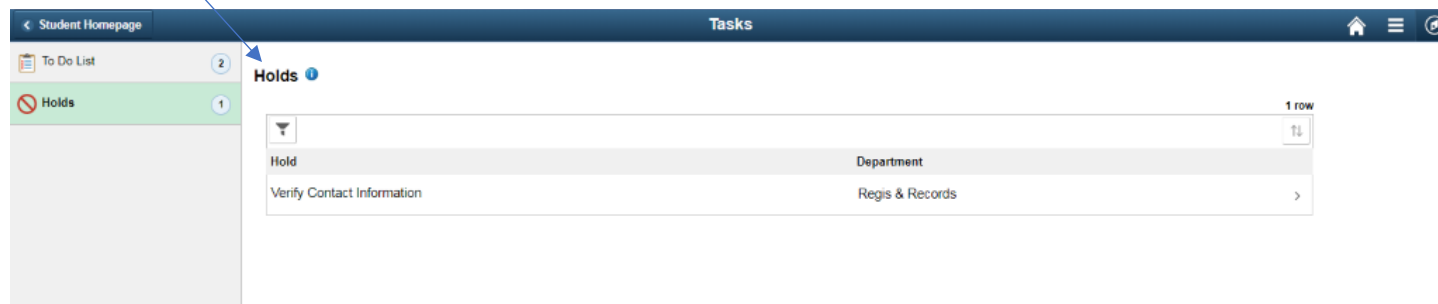 Student Homepage
Tasks
To Do List 2
Holds 1
Holds
1 row
Hold Department
Verify Contact Information Regis & Records